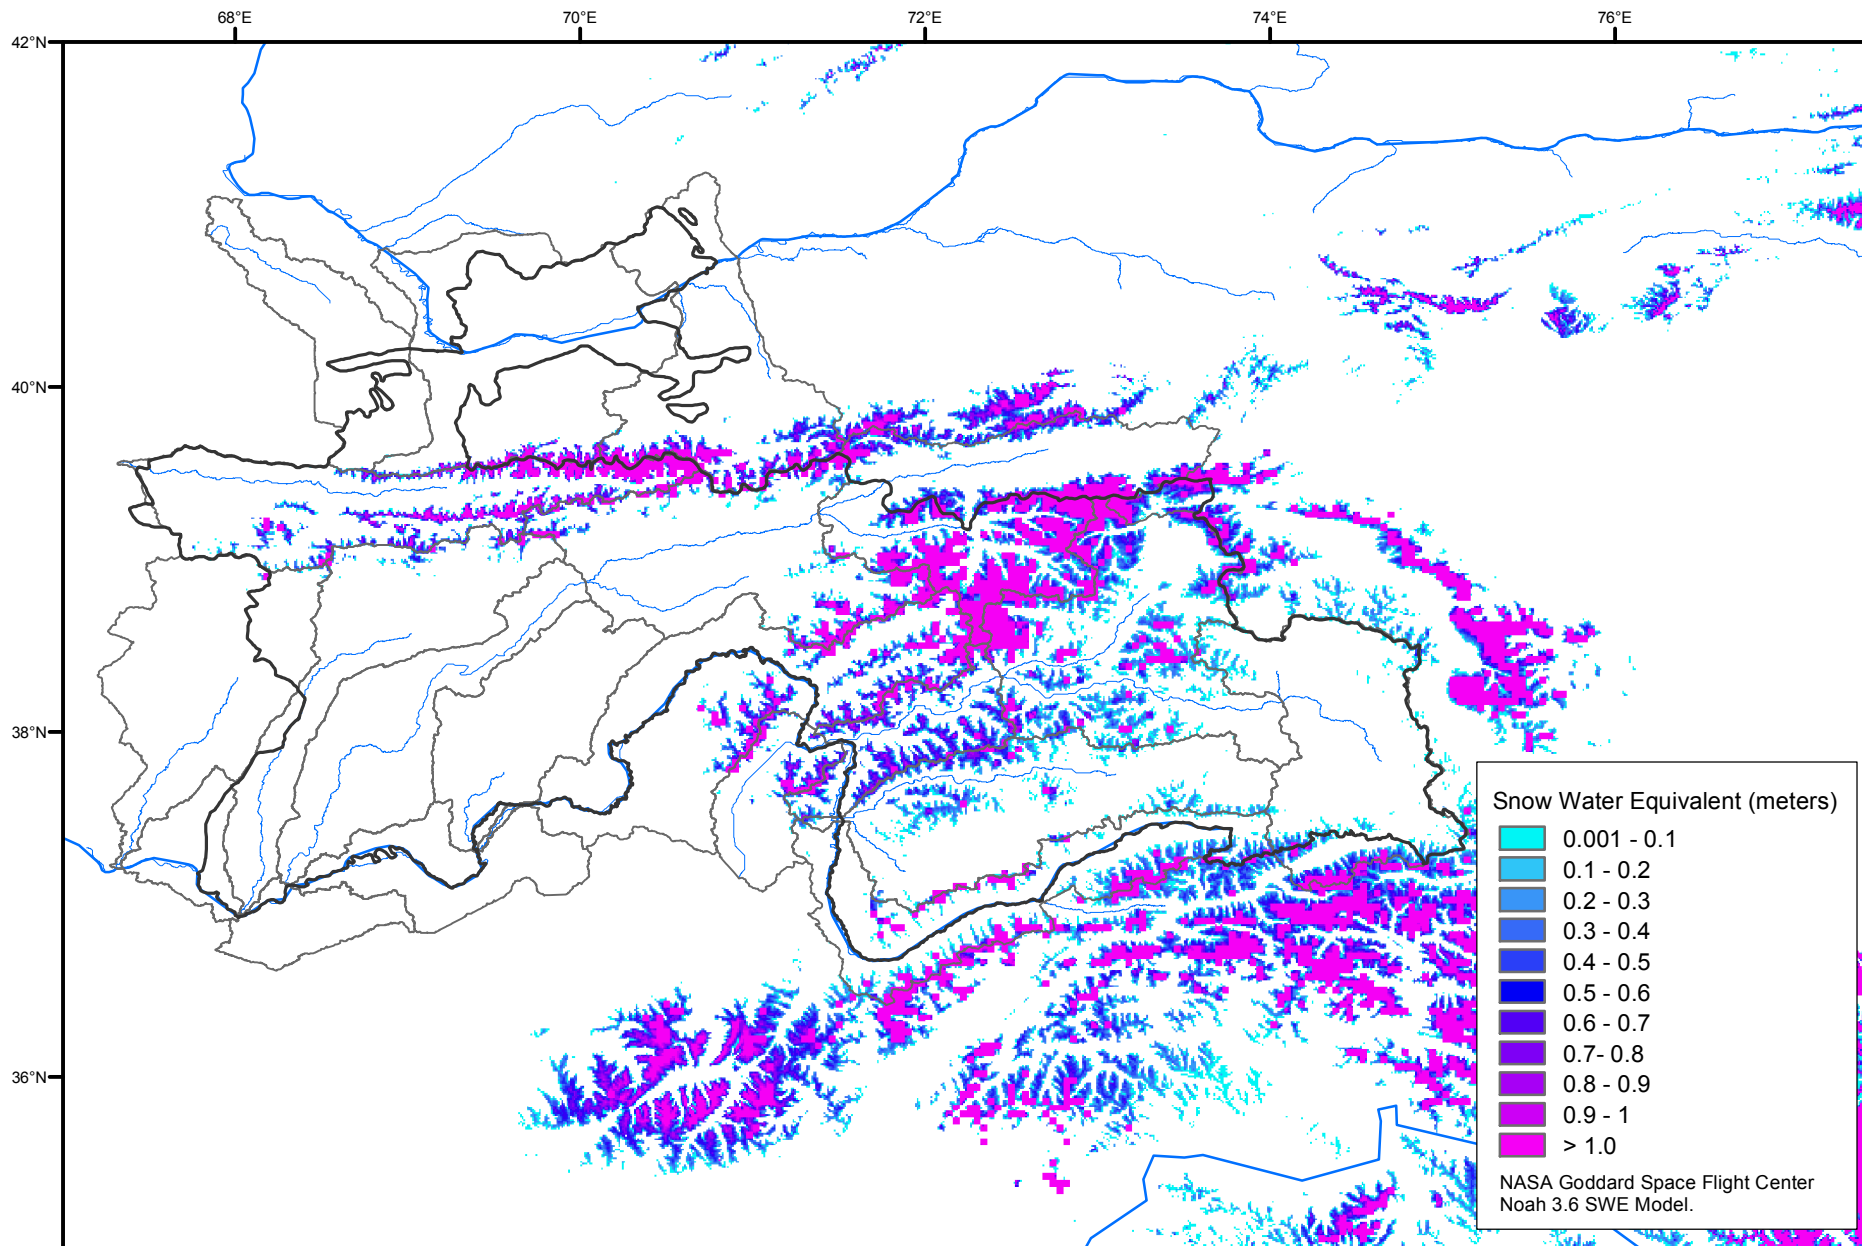 68°E 70°E 72°E 74°E 76°E
42°N
40°N
38°N
36°N
Snow Water Equivalent (meters)
0.001 - 0.1
0.1 - 0.2
0.2 - 0.3
0.3 - 0.4
0.4 - 0.5
0.5 - 0.6
0.6 - 0.7
0.7- 0.8
0.8 - 0.9
0.9 - 1
> 1.0
NASA Goddard Space Flight Center
Noah 3.6 SWE Model.